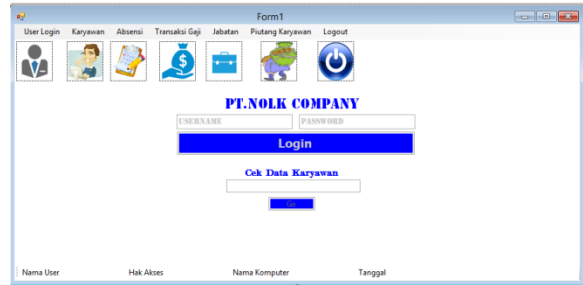 Form1
User Login Karyawan Absensi Transaksi Gaji Jabatan Piutang Karyawan Logout
$
PT.NOLK COMPANY
USERNAME PASSWORD
Login
Cek Data Karyawan
Go
Nama User Hak Akses Nama Komputer Tanggal